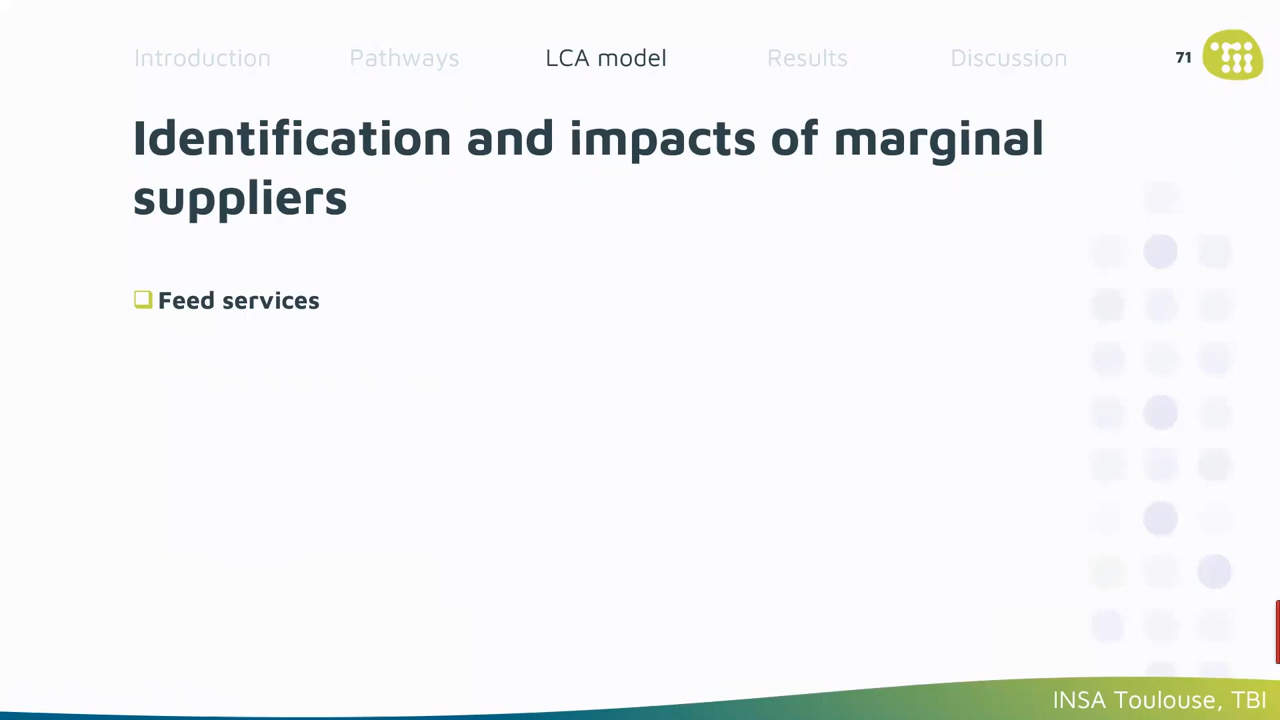 Introduction Pathways LCA model Results Discussion 71
Identification and impacts of marginal
suppliers
Feed services
INSA Toulouse, TBI